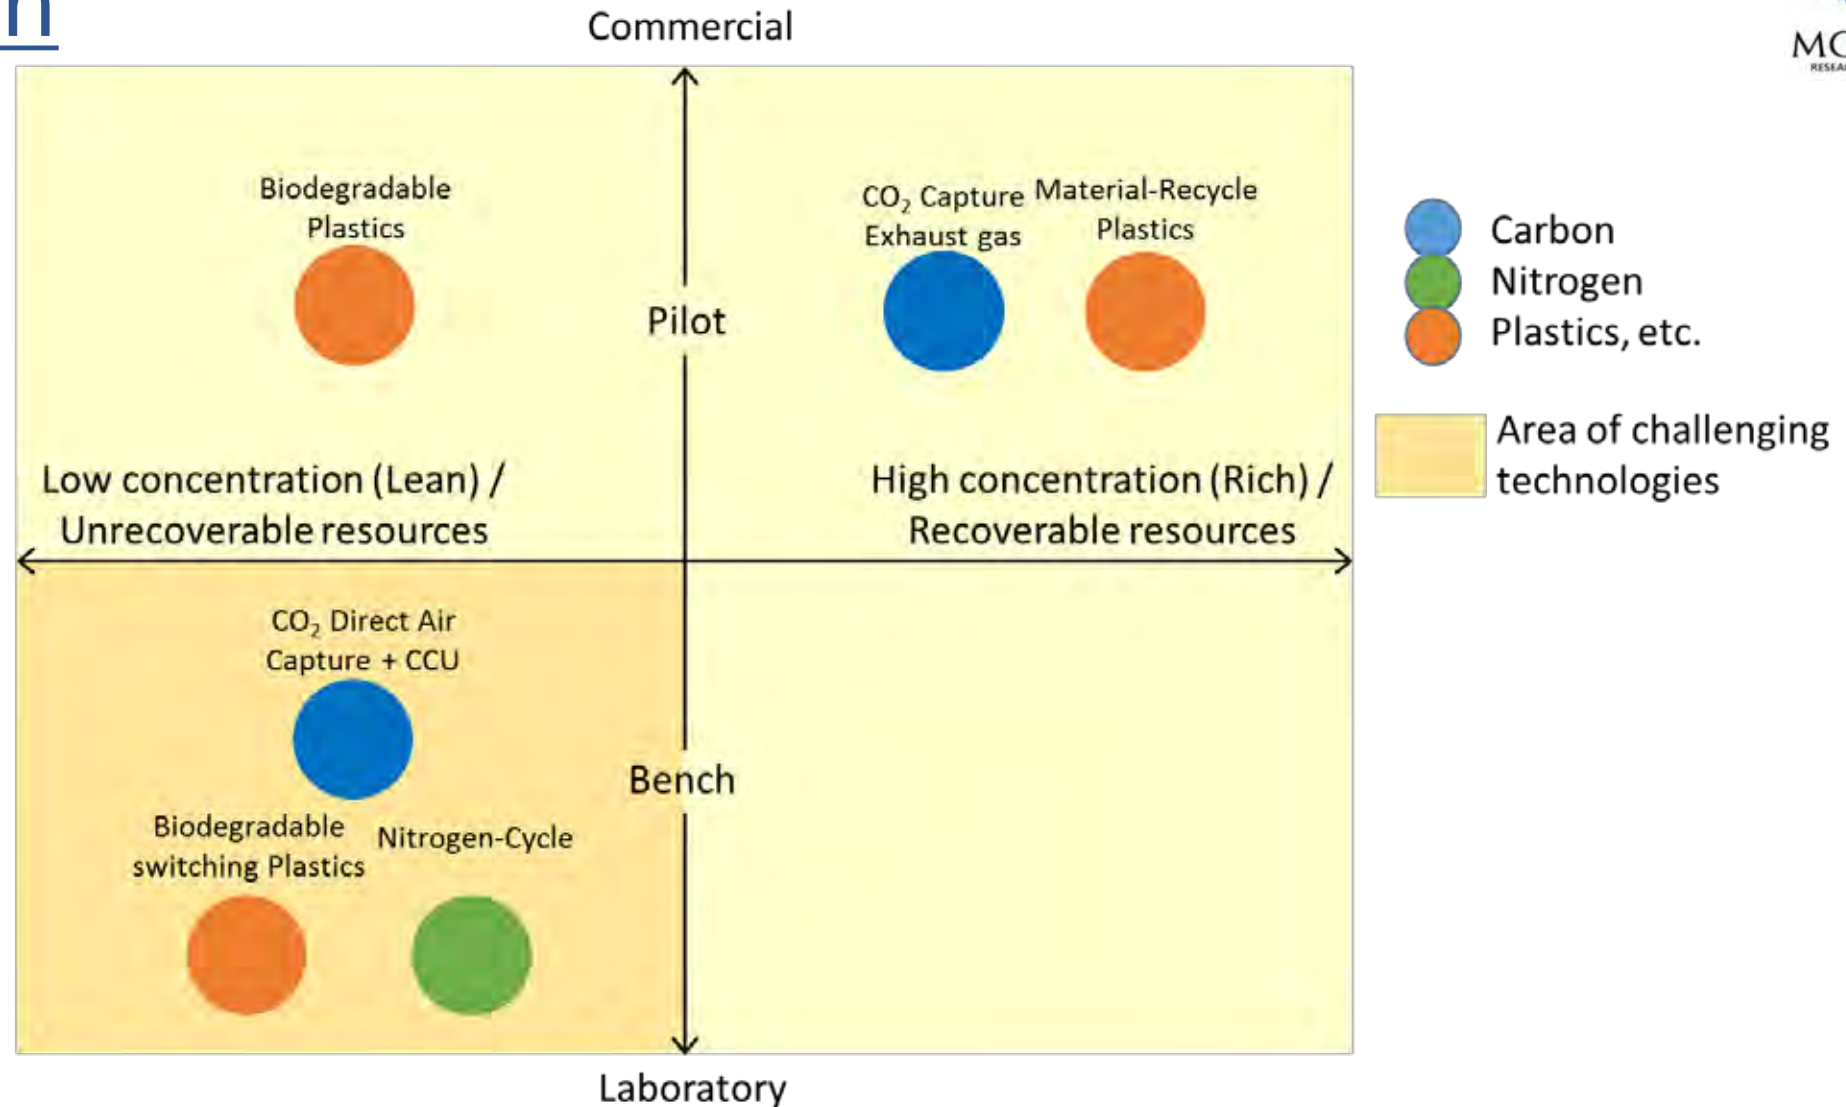 n
Commercial
MO
RESEA
Biodegradable
Plastics
CO₂ Capture
Exhaust gas
Material-Recycle
Plastics
Carbon
Nitrogen
Plastics, etc.
Pilot
Area of challenging
technologies
Low concentration (Lean) /
Unrecoverable resources
High concentration (Rich) /
Recoverable resources
CO₂ Direct Air
Capture + CCU
Bench
Biodegradable
switching Plastics
Nitrogen-Cycle
Laboratory